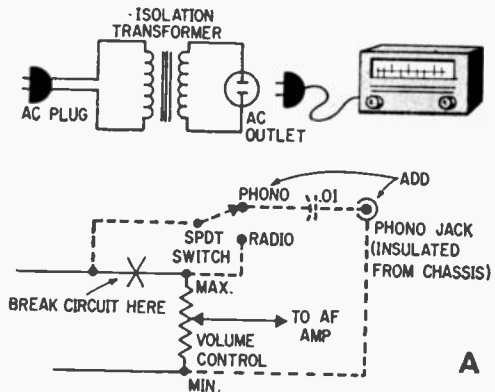 ISOLATION
TRANSFORMER
AC PLUG
AC
OUTLET
PHONO
.01
ADD
SPDT
SWITCH
RADIO
PHONO JACK
(INSULATED
FROM CHASSIS)
BREAK CIRCUIT HERE
MAX.
TO AF
AMP
VOLUME
CONTROL
MIN.
A